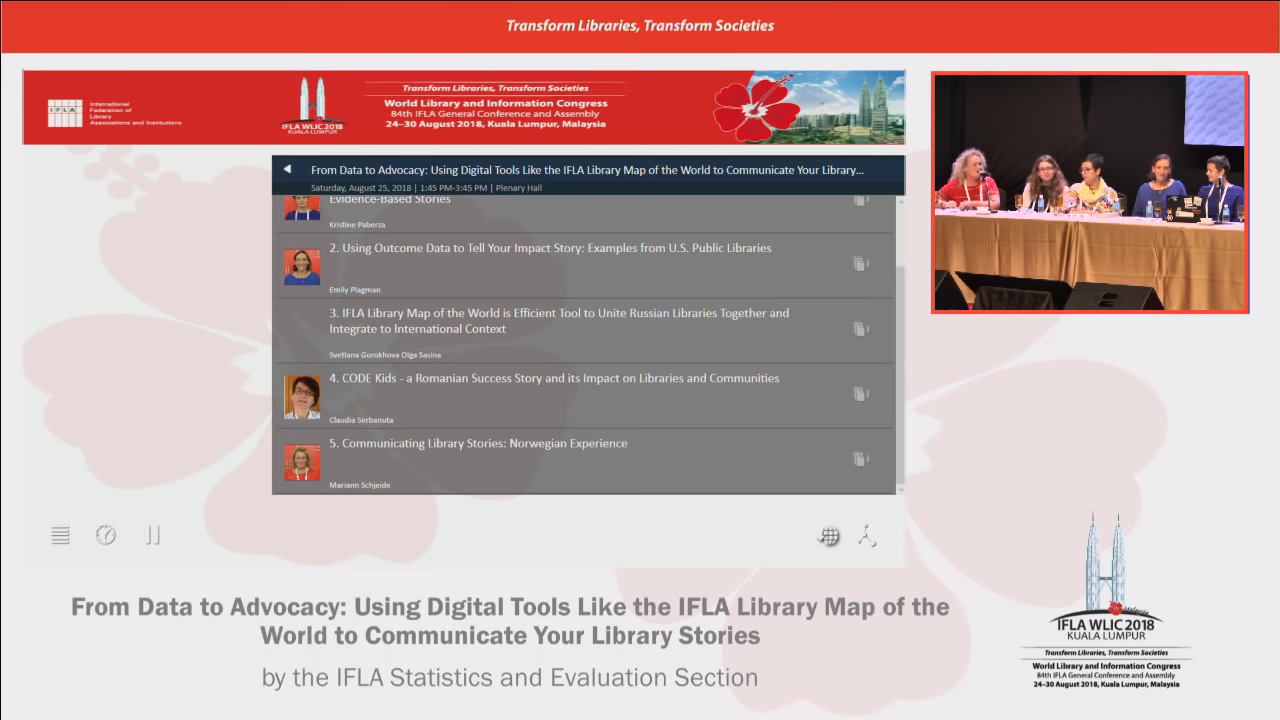 Transform Libraries, Transform Societies
IFLA
International
Federation of
Library
Associations and Institutions
IFLA WLIC 2018
KUALA LUMPUR
Transform Libraries, Transform Societies
World Library and Information Congress
84th IFLA General Conference and Assembly
24–30 August 2018, Kuala Lumpur, Malaysia
From Data to Advocacy: Using Digital Tools Like the IFLA Library Map of the World to Communicate Your Library...
Saturday, August 25, 2018 | 1:45 PM-3:45 PM | Plenary Hall
Evidence-Based Stories
Kristine Paberza
2. Using Outcome Data to Tell Your Impact Story: Examples from U.S. Public Libraries
Emily Plagman
3. IFLA Library Map of the World is Efficient Tool to Unite Russian Libraries Together and
Integrate to International Context
Svetlana Gorokhova Olga Sasina
4. CODE Kids - a Romanian Success Story and its Impact on Libraries and Communities
Claudia Serbanuta
5. Communicating Library Stories: Norwegian Experience
Mariann Schjeide
From Data to Advocacy: Using Digital Tools Like the IFLA Library Map of the
World to Communicate Your Library Stories
by the IFLA Statistics and Evaluation Section
Malaysia
IFLA WLIC 2018
KUALA LUMPUR
Transform Libraries, Transform Societies
World Library and Information Congress
84th IFLA General Conference and Assembly
24-30 August 2018, Kuala Lumpur, Malaysia